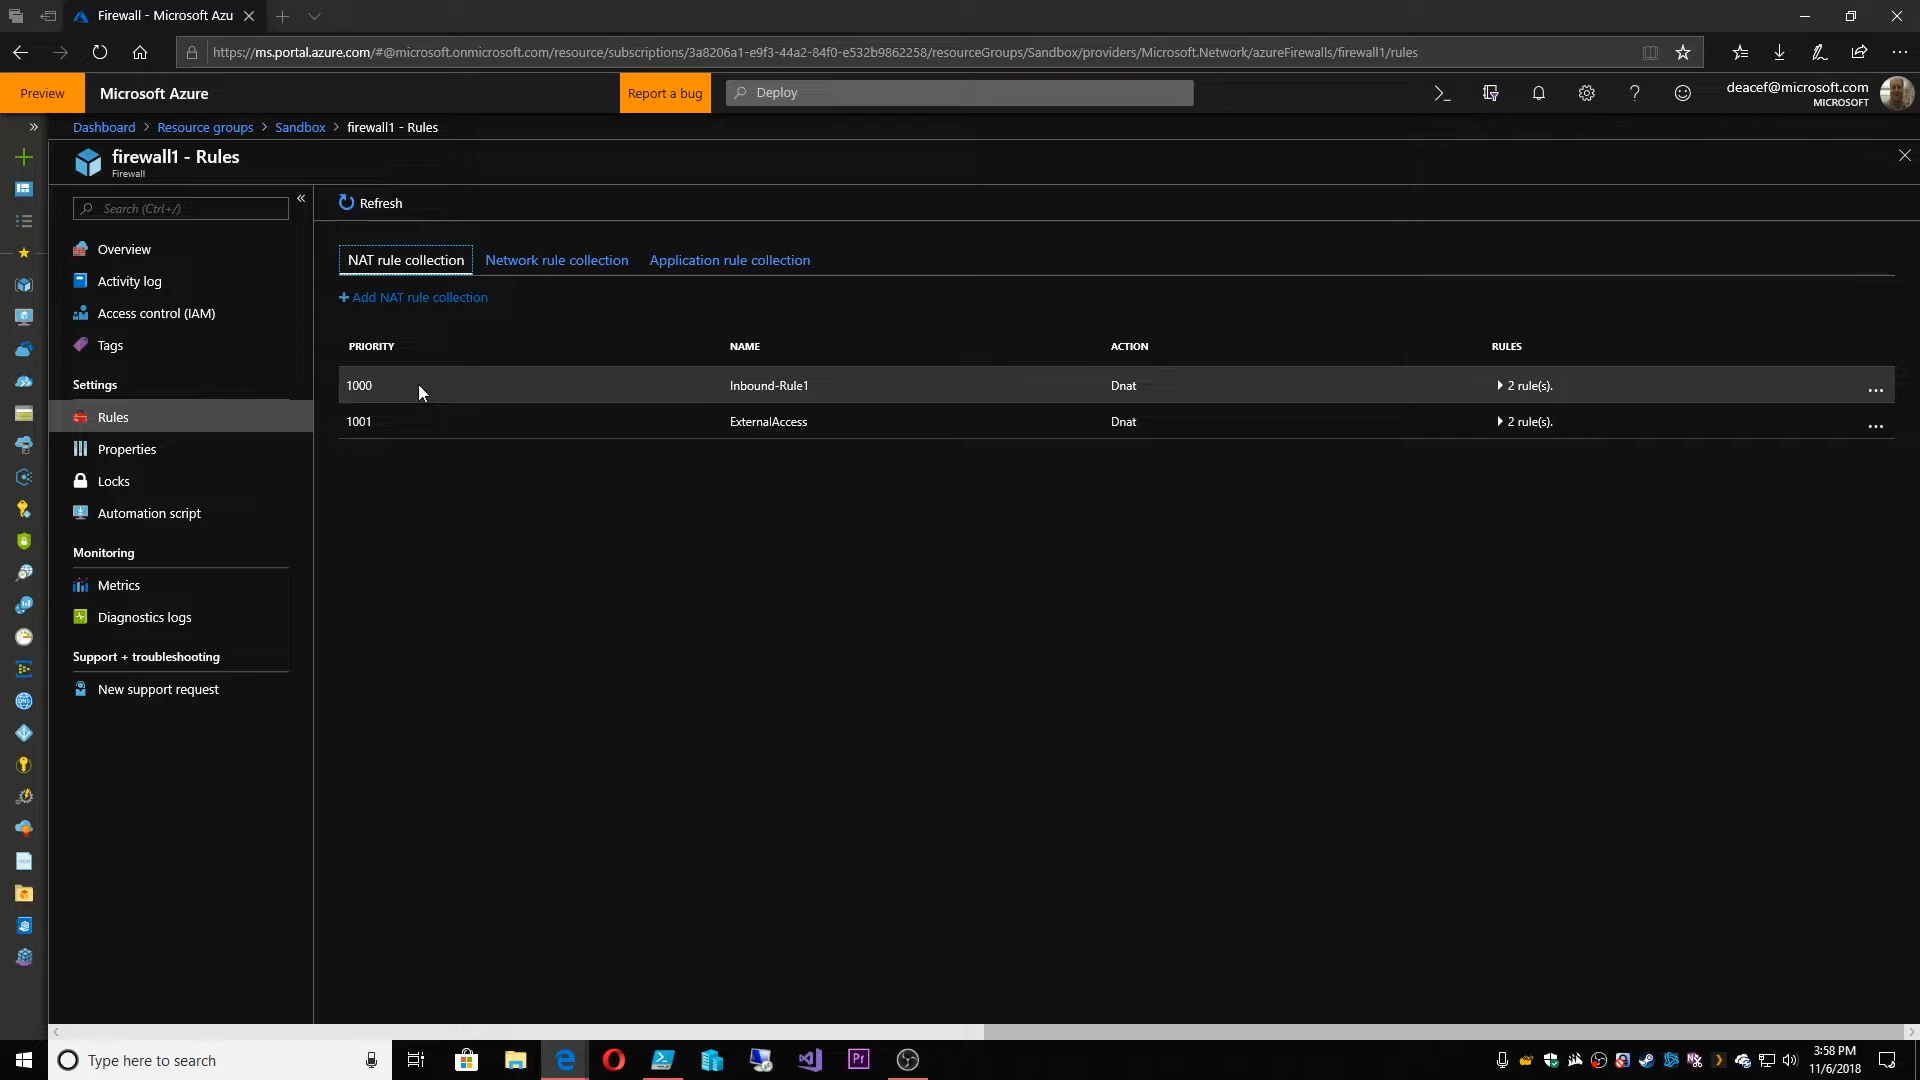 Firewall - Microsoft Azu
https://ms.portal.azure.com/#@microsoft.onmicrosoft.com/resource/subscriptions/3a8206a1-e9f3-44a2-84f0-e532b9862258/resourceGroups/Sandbox/providers/Microsoft.Network/azureFirewalls/firewall1/rules
Preview
Microsoft Azure
Report a bug
Deploy
deacef@microsoft.com
MICROSOFT
Dashboard > Resource groups > Sandbox > firewall1 - Rules
firewall1 - Rules
Firewall
Search (Ctrl+/)
Overview
Activity log
Access control (IAM)
Tags
Settings
Rules
Properties
Locks
Automation script
Monitoring
Metrics
Diagnostics logs
Support + troubleshooting
New support request
Refresh
NAT rule collection Network rule collection Application rule collection
+ Add NAT rule collection
PRIORITY NAME ACTION RULES
1000 Inbound-Rule1 Dnat 2 rule(s). ...
1001 ExternalAccess Dnat 2 rule(s). ...
Type here to search
Pr
3:58 PM
11/6/2018